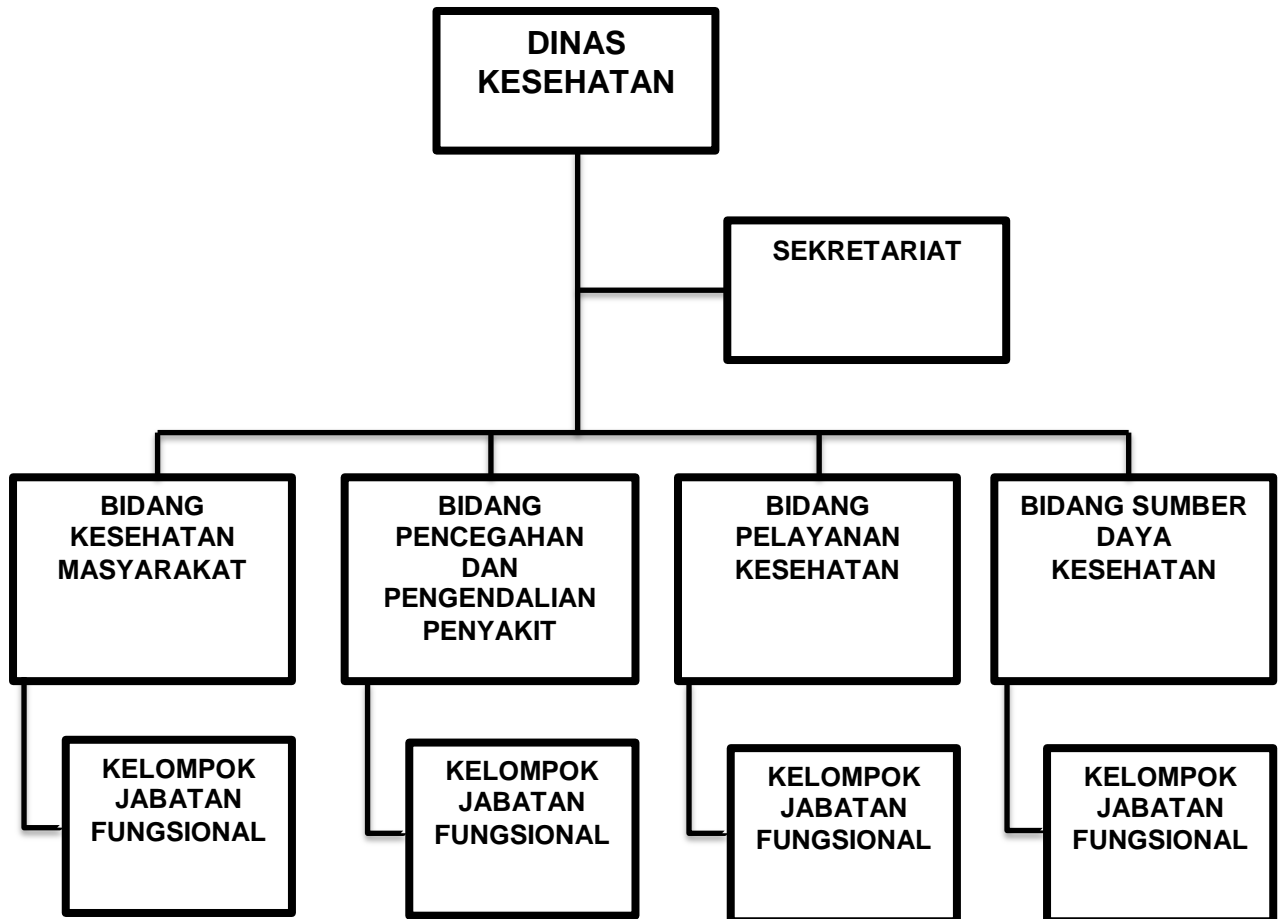 DINAS
KESEHATAN
SEKRETARIAT
BIDANG
KESEHATAN
MASYARAKAT
BIDANG
PENCEGAHAN
DAN
PENGENDALIAN
PENYAKIT
BIDANG
PELAYANAN
KESEHATAN
BIDANG SUMBER
DAYA
KESEHATAN
KELOMPOK
JABATAN
FUNGSIONAL
KELOMPOK
JABATAN
FUNGSIONAL
KELOMPOK
JABATAN
FUNGSIONAL
KELOMPOK
JABATAN
FUNGSIONAL